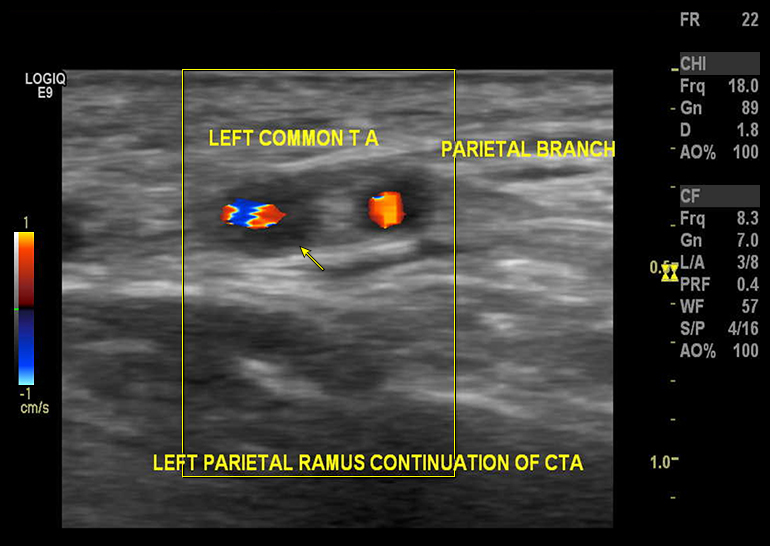 FR 22
LOGIQ
E9
CHI
Frq 18.0
Gn 89
D 1.8
AO% 100
LEFT COMMON T A
PARIETAL BRANCH
CF
Frq 8.3
Gn 7.0
L/A 3/8
PRF 0.4
WF 57
S/P 4/16
AO% 100
1
0.5
-1
cm/s
LEFT PARIETAL RAMUS CONTINUATION OF CTA
1.0